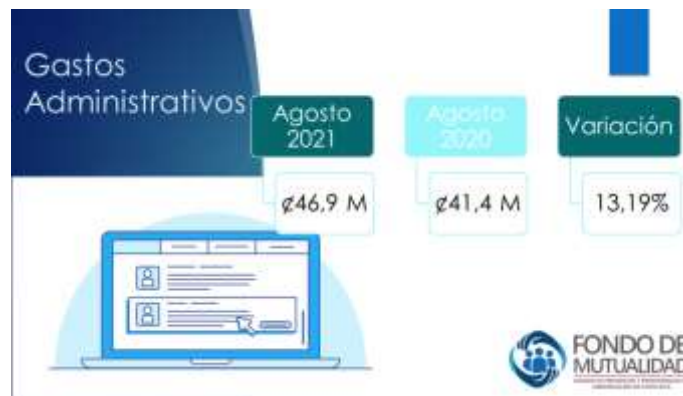 Gastos
Administrativos
Agosto
2021
Agosto
2020
Variación
₡46,9 M
₡41,4 M
13,19%
FONDO DE
MUTUALIDAD